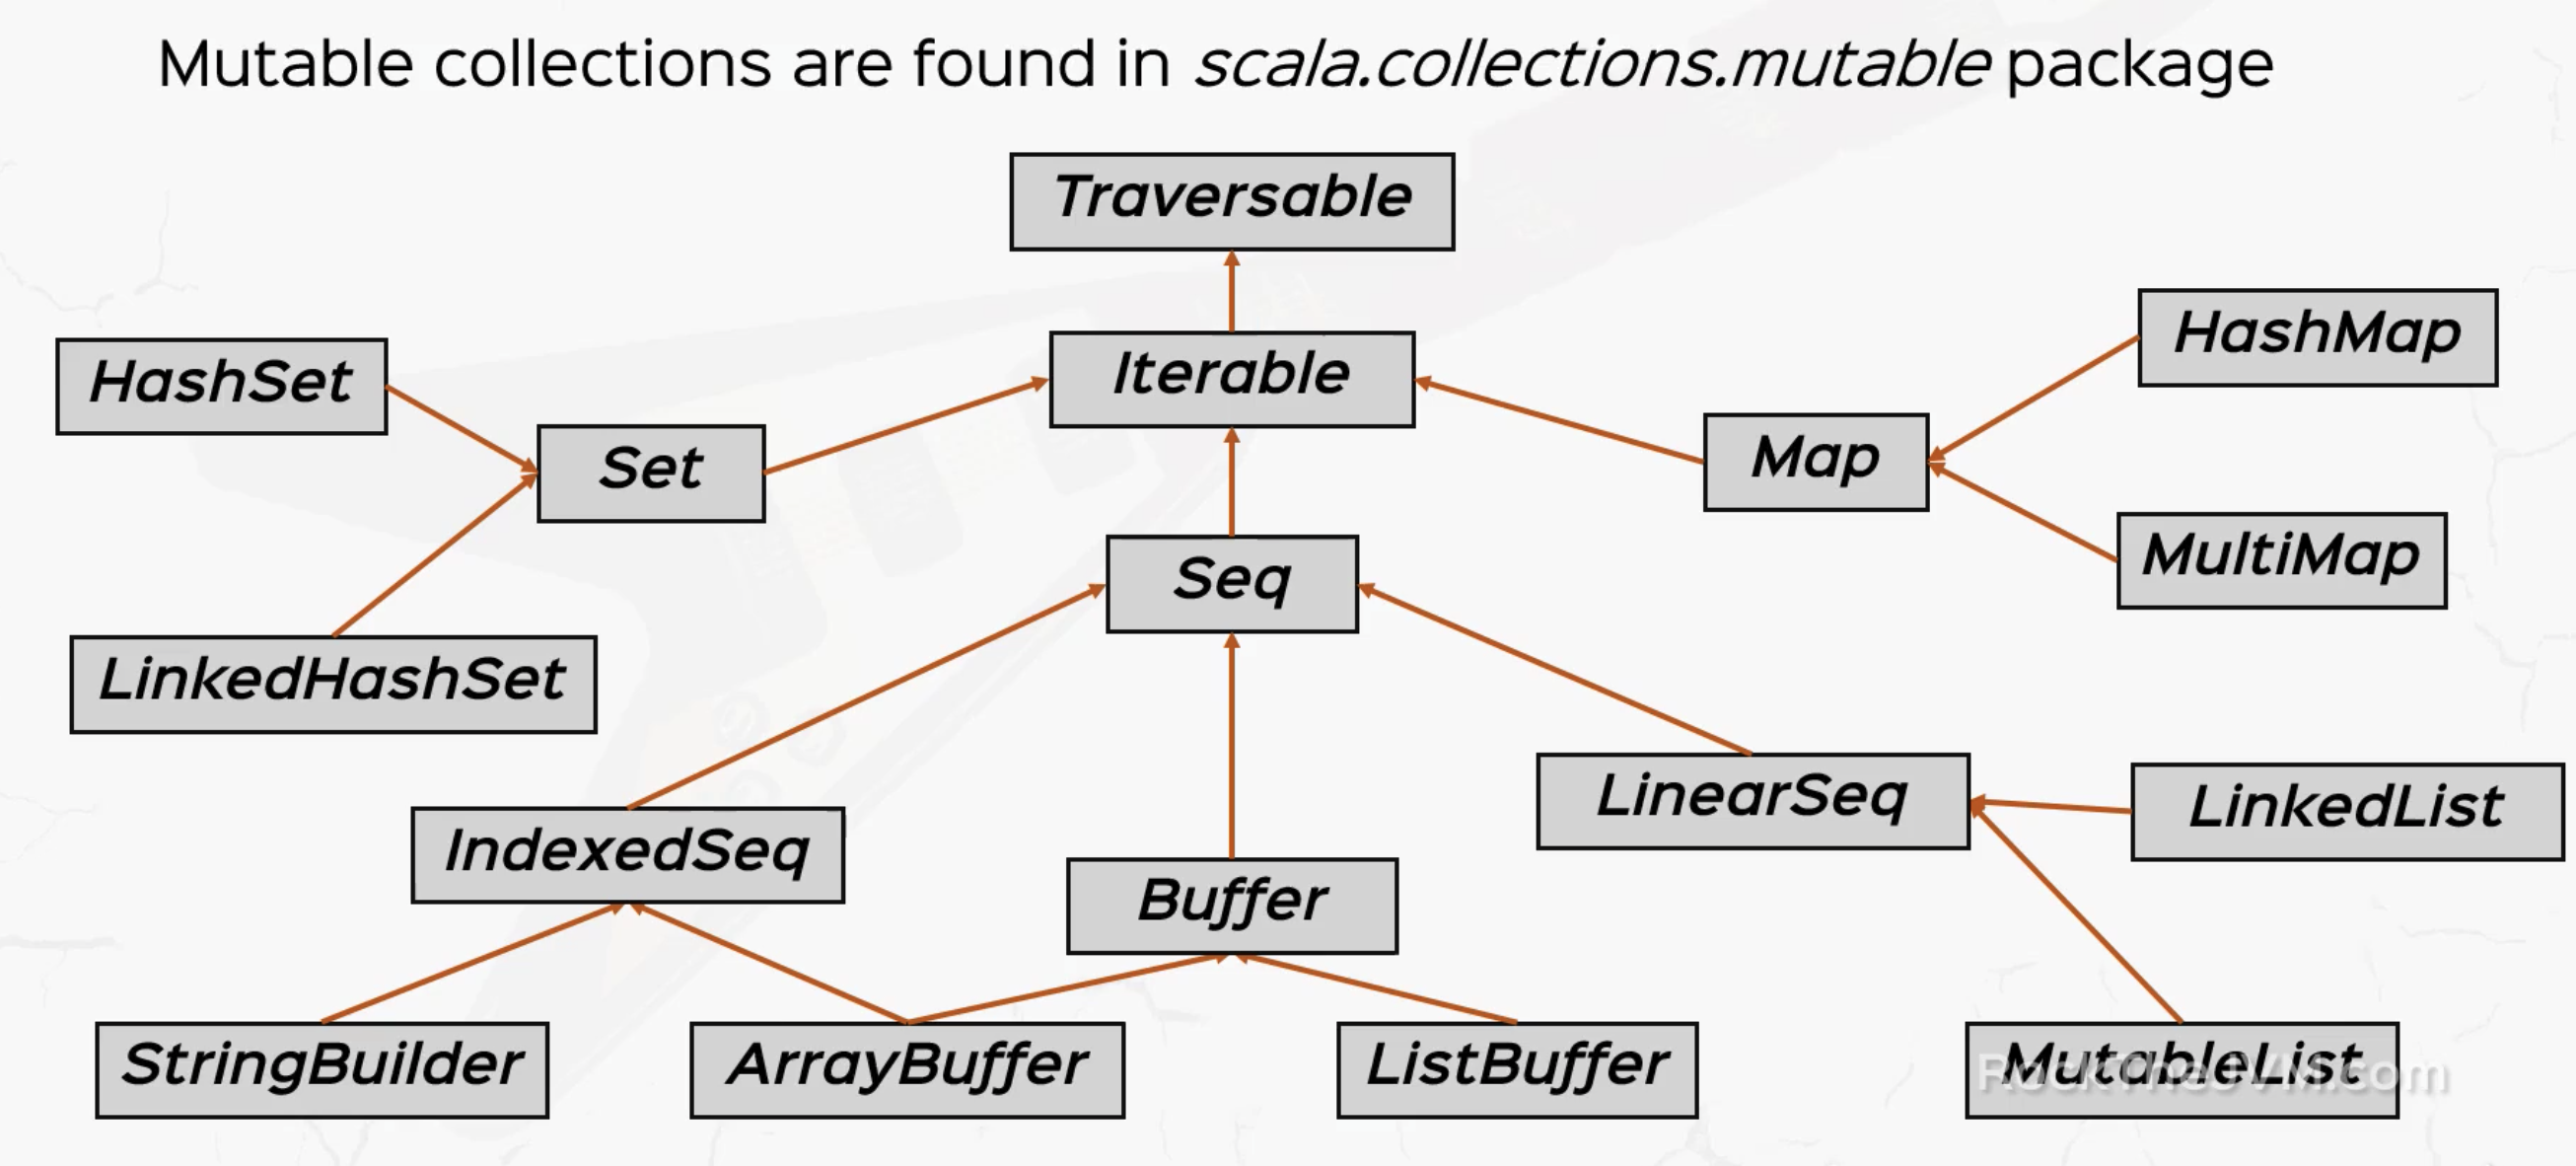 Mutable collections are found in scala.collections.mutable package
Traversable
HashMap
HashSet
Iterable
Set
Map
MultiMap
Seq
LinkedHashSet
LinearSeq
LinkedList
IndexedSeq
Buffer
StringBuilder
ArrayBuffer
ListBuffer
MutableList
RockTheJVM.com